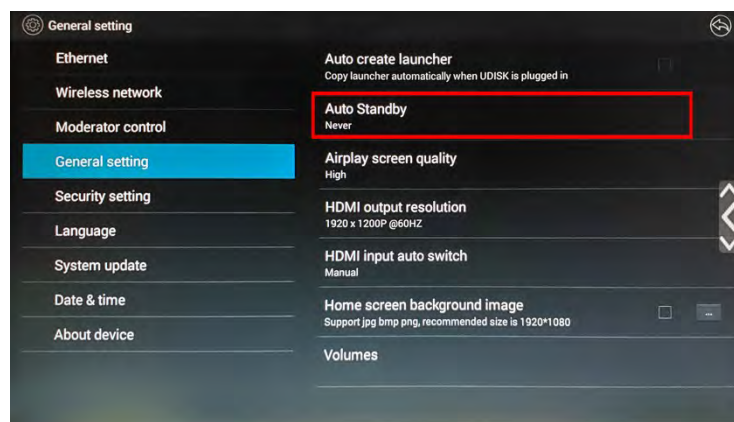 General setting
Ethernet
Wireless network
Moderator control
General setting
Security setting
Language
System update
Date & time
About device
Auto create launcher
Copy launcher automatically when UDISK is plugged in
Auto Standby
Never
Airplay screen quality
High
HDMI output resolution
1920 x 1200P @60HZ
HDMI input auto switch
Manual
Home screen background image
Support jpg bmp png, recommended size is 1920*1080
...
Volumes